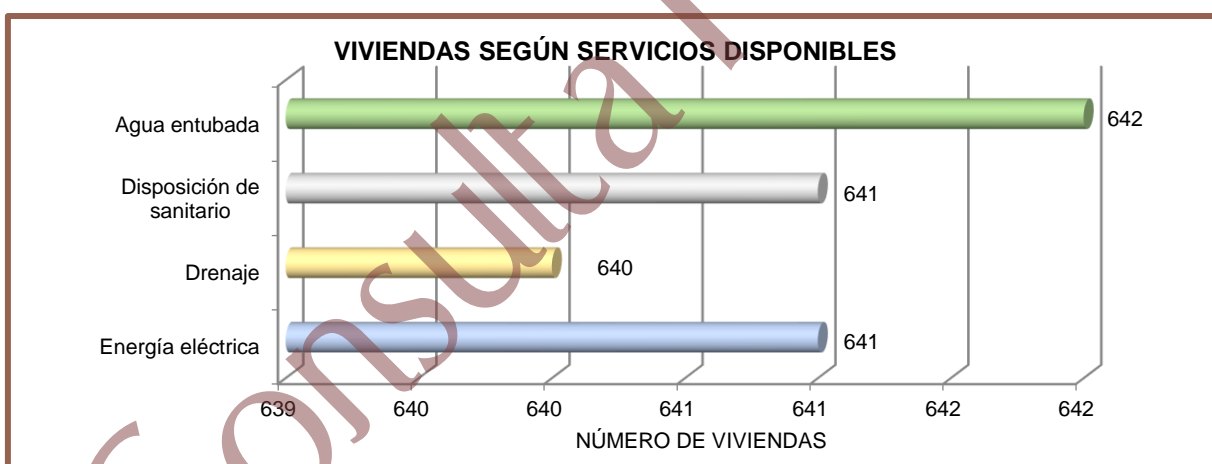 VIVIENDAS SEGÚN SERVICIOS DISPONIBLES
Agua entubada
642
Disposición de
sanitario
641
Drenaje
640
Energía eléctrica
641
639 640 640 641 641 642 642
NÚMERO DE VIVIENDAS
Consulta